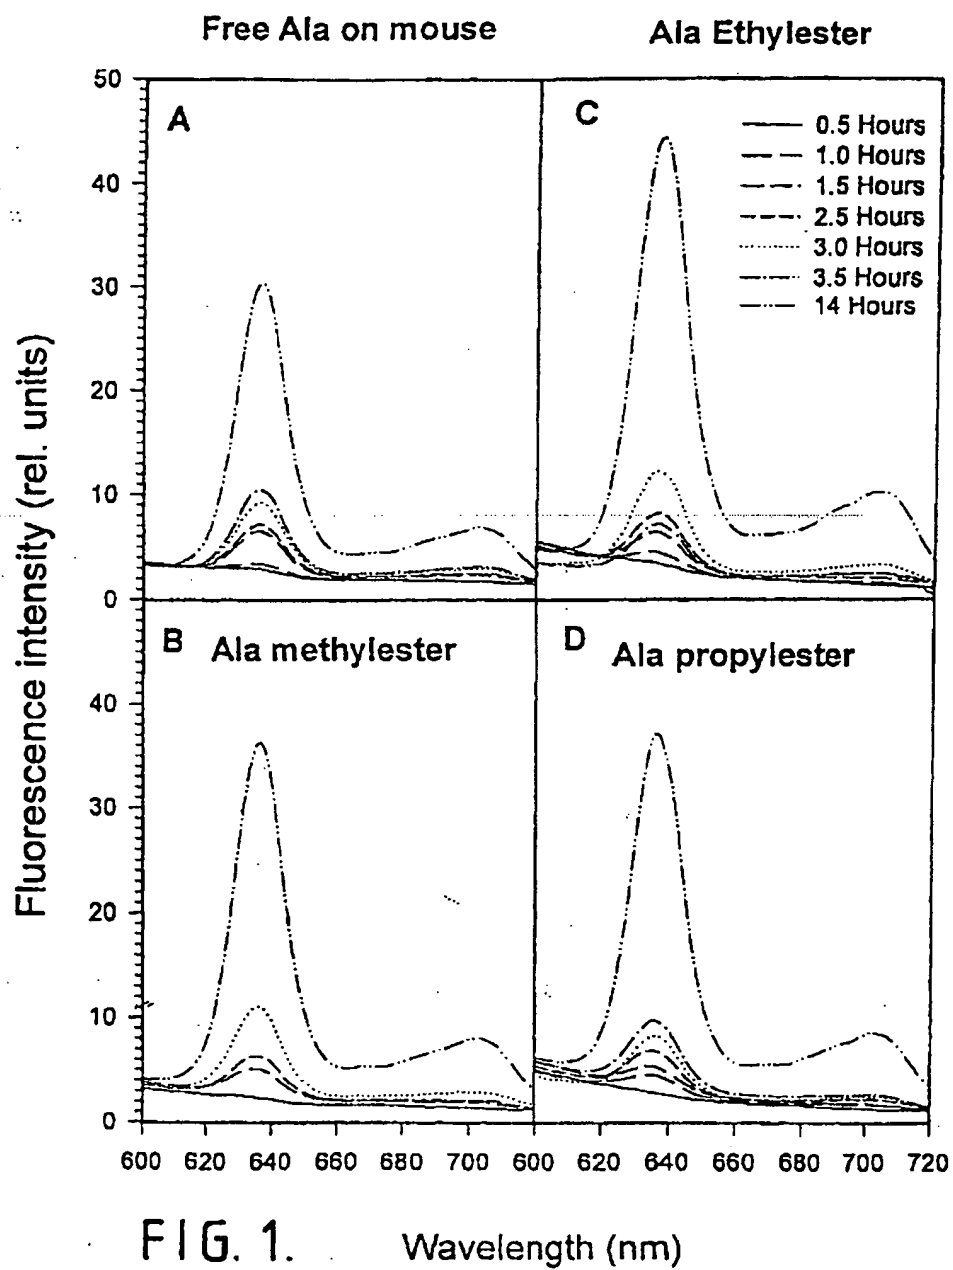 Free Ala on mouse
Ala Ethylester
A
C
0.5 Hours
1.0 Hours
1.5 Hours
2.5 Hours
3.0 Hours
3.5 Hours
14 Hours
50
40
30
20
10
0
B
Ala methylester
D
Ala propylester
40
30
20
10
0
Fluorescence intensity (rel. units)
600 620 640 660 680 700 600 620 640 660 680 700 720
FIG. 1.
Wavelength (nm)